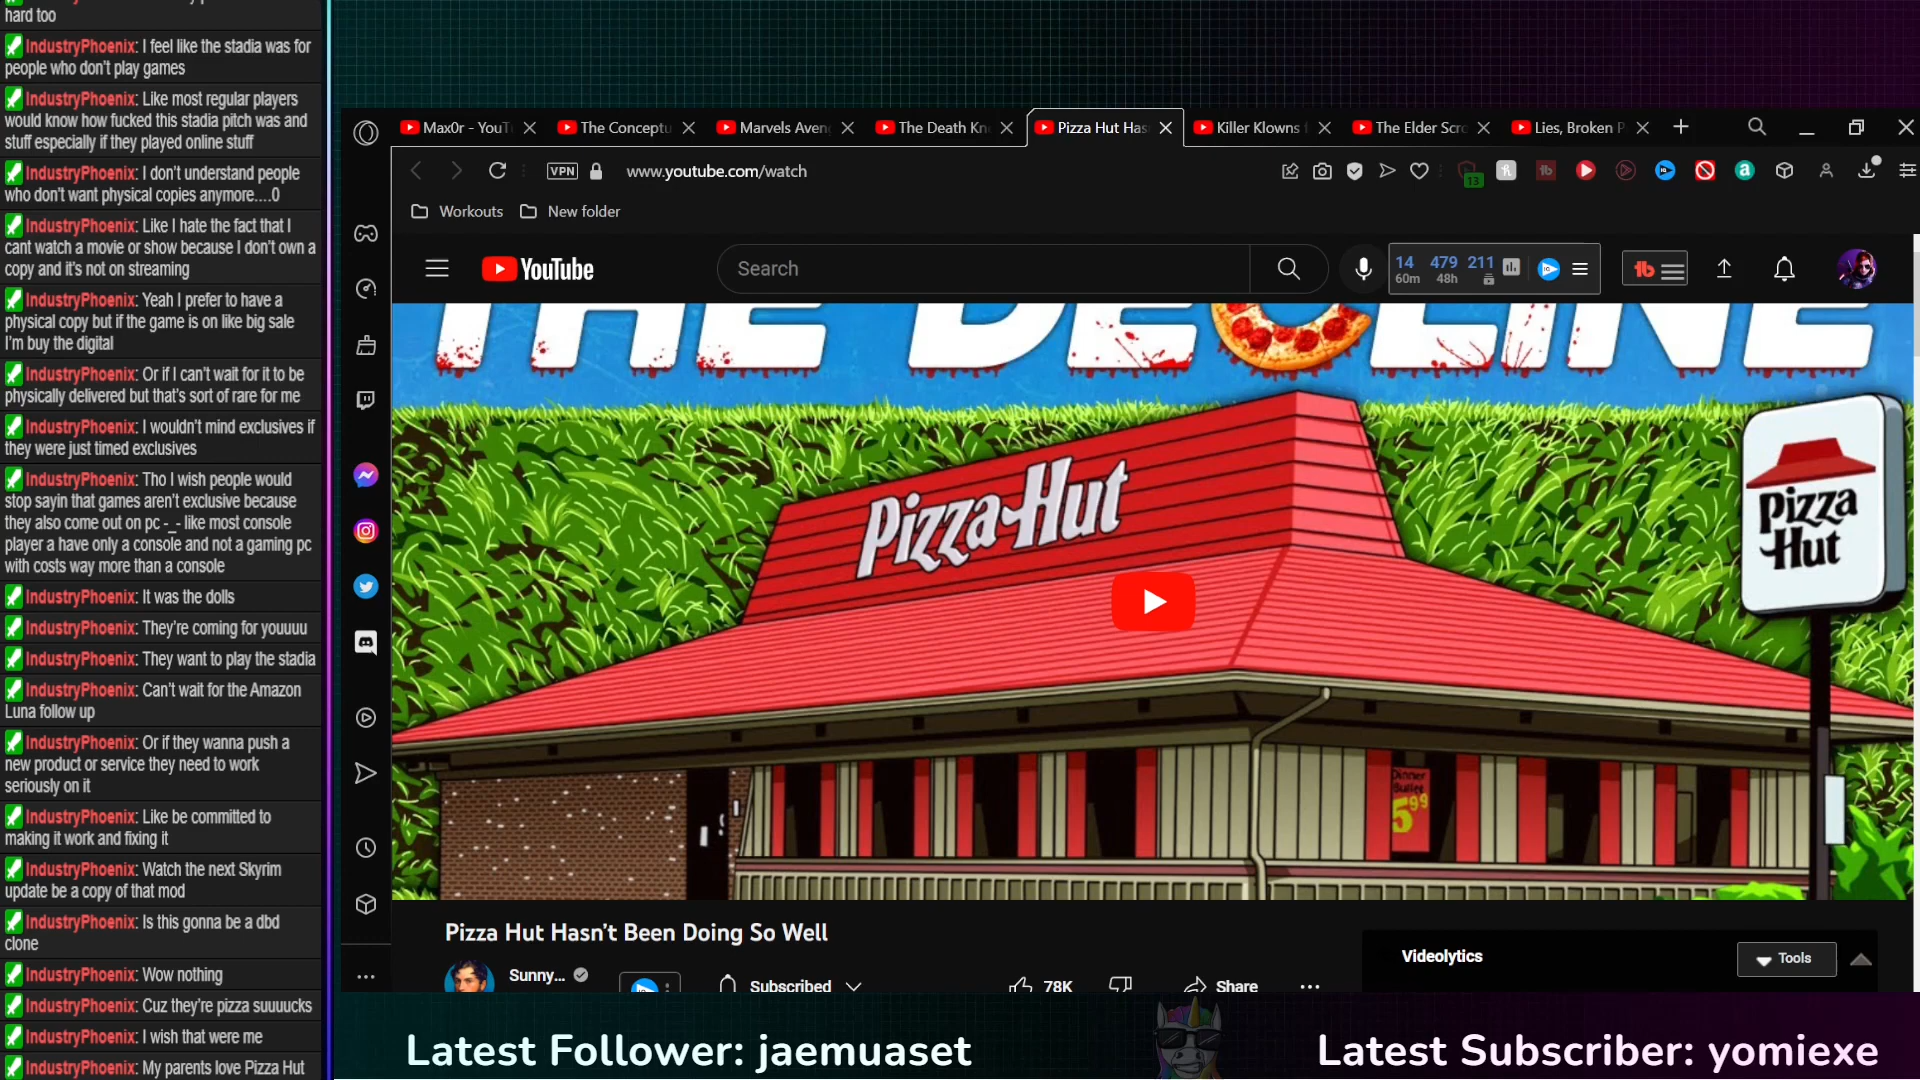 hard too
IndustryPhoenix: I feel like the stadia was for
people who don't play games
IndustryPhoenix: Like most regular players
would know how fucked this stadia pitch was and
stuff especially if they played online stuff
IndustryPhoenix: I don't understand people
who don't want physical copies anymore....0
IndustryPhoenix: Like I hate the fact that I
cant watch a movie or show because I don't own a
copy and it's not on streaming
IndustryPhoenix: Yeah I prefer to have a
physical copy but if the game is on like big sale
I'm buy the digital
IndustryPhoenix: Or if I can't wait for it to be
physically delivered but that's sort of rare for me
IndustryPhoenix: I wouldn't mind exclusives if
they were just timed exclusives
IndustryPhoenix: Tho I wish people would
stop sayin that games aren't exclusive because
they also come out on pc -_- like most console
player a have only a console and not a gaming pc
with costs way more than a console
IndustryPhoenix: It was the dolls
IndustryPhoenix: They're coming for youuuu
IndustryPhoenix: They want to play the stadia
IndustryPhoenix: Can't wait for the Amazon
Luna follow up
IndustryPhoenix: Or if they wanna push a
new product or service they need to work
seriously on it
IndustryPhoenix: Like be committed to
making it work and fixing it
IndustryPhoenix: Watch the next Skyrim
update be a copy of that mod
IndustryPhoenix: Is this gonna be a dbd
clone
IndustryPhoenix: Wow nothing
IndustryPhoenix: Cuz they're pizza suuuucks
IndustryPhoenix: I wish that were me
IndustryPhoenix: My parents love Pizza Hut
Max0r - YouT
The Conceptu
Marvels Aven
The Death Kn
Pizza Hut Has
Killer Klowns f
The Elder Scro
Lies, Broken P
VPN
www.youtube.com/watch
13
Workouts
New folder
YouTube
Search
14 479 211
60m 48h
THE DECLINE
Pizza Hut
Pizza
Hut
Dinner
Buffet
5.99
Pizza Hut Hasn't Been Doing So Well
Sunny...
Subscribed
78K
Share
Videolytics
Tools
Latest Follower: jaemuaset
Latest Subscriber: yomiexe